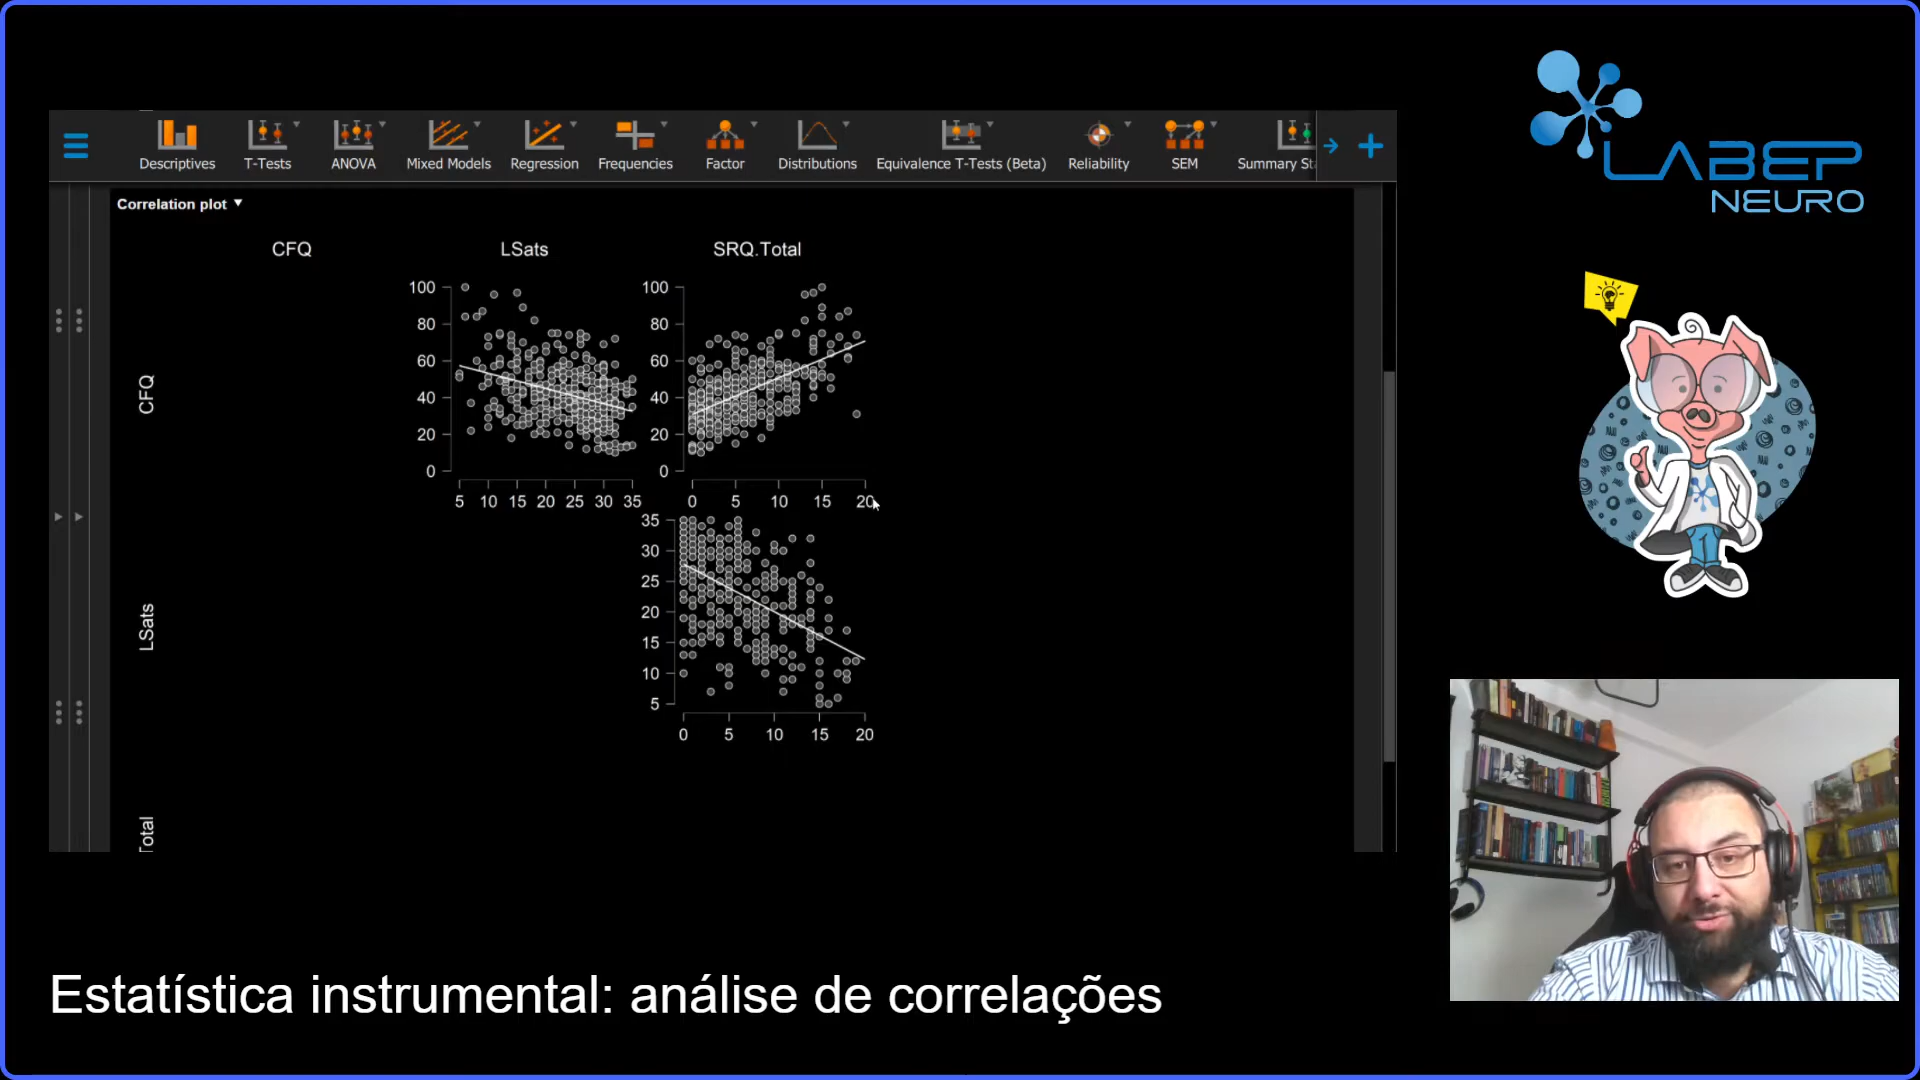 LABEP
NEURO
Descriptives
T-Tests
ANOVA
Mixed Models
Regression
Frequencies
Factor
Distributions
Equivalence T-Tests (Beta)
Reliability
SEM
Summary Sta
Correlation plot
CFQ
LSats
SRQ.Total
CFQ
100
80
60
40
20
0
5 10 15 20 25 30 35
100
80
60
40
20
0
0 5 10 15 20
LSats
35
30
25
20
15
10
5
0 5 10 15 20
Total
Estatística instrumental: análise de correlações